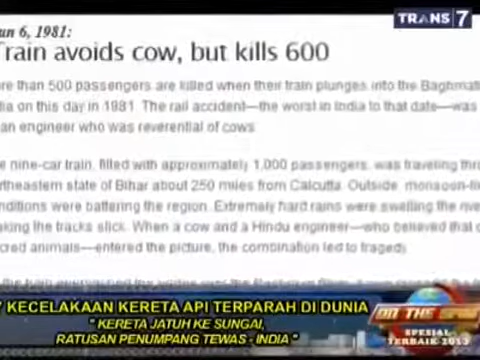 TRANS 7
un 6, 1981:
Train avoids cow, but kills 600
ore than 500 passengers are killed when their train plunges into the Baghmati
dia on this day in 1981. The rail accident—the worst in India to that date—was
an engineer who was reverential of cows.
e nine-car train, filled with approximately 1,000 passengers, was traveling thro
rtheastern state of Bihar about 250 miles from Calcutta. Outside, monsoon-li
nditions were battering the region. Extremely hard rains were swelling the rive
aking the tracks slick. When a cow and a Hindu engineer—who believed that c
cred animals—entered the picture, the combination led to tragedy.
7 KECELAKAAN KERETA API TERPARAH DI DUNIA
" KERETA JATUH KE SUNGAI,
RATUSAN PENUMPANG TEWAS - INDIA "
ON THE SPOT
SPESIAL
TERBAIK 2013